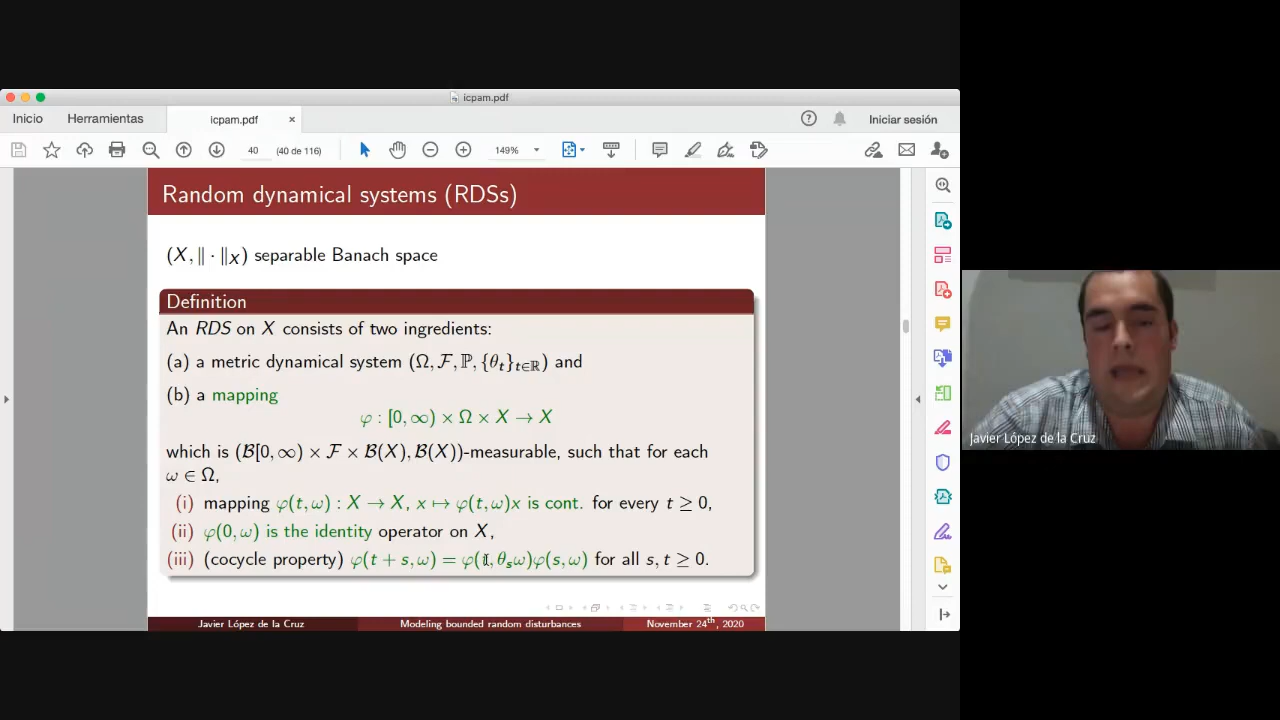 icpam.pdf
Inicio Herramientas icpam.pdf × Iniciar sesión
40 (40 de 116) 149%
Random dynamical systems (RDSs)
(X, ‖ · ‖X) separable Banach space
Definition
An RDS on X consists of two ingredients:
(a) a metric dynamical system (Ω, ℱ, ℙ, {θt}t∈ℝ) and
(b) a mapping
φ : [0, ∞) × Ω × X → X
which is (ℬ[0, ∞) × ℱ × ℬ(X), ℬ(X))-measurable, such that for each
ω ∈ Ω,
(i) mapping φ(t, ω) : X → X, x ↦ φ(t, ω)x is cont. for every t ≥ 0,
(ii) φ(0, ω) is the identity operator on X,
(iii) (cocycle property) φ(t + s, ω) = φ(t, θsω)φ(s, ω) for all s, t ≥ 0.
Javier López de la Cruz Modeling bounded random disturbances November 24th, 2020
Javier López de la Cruz